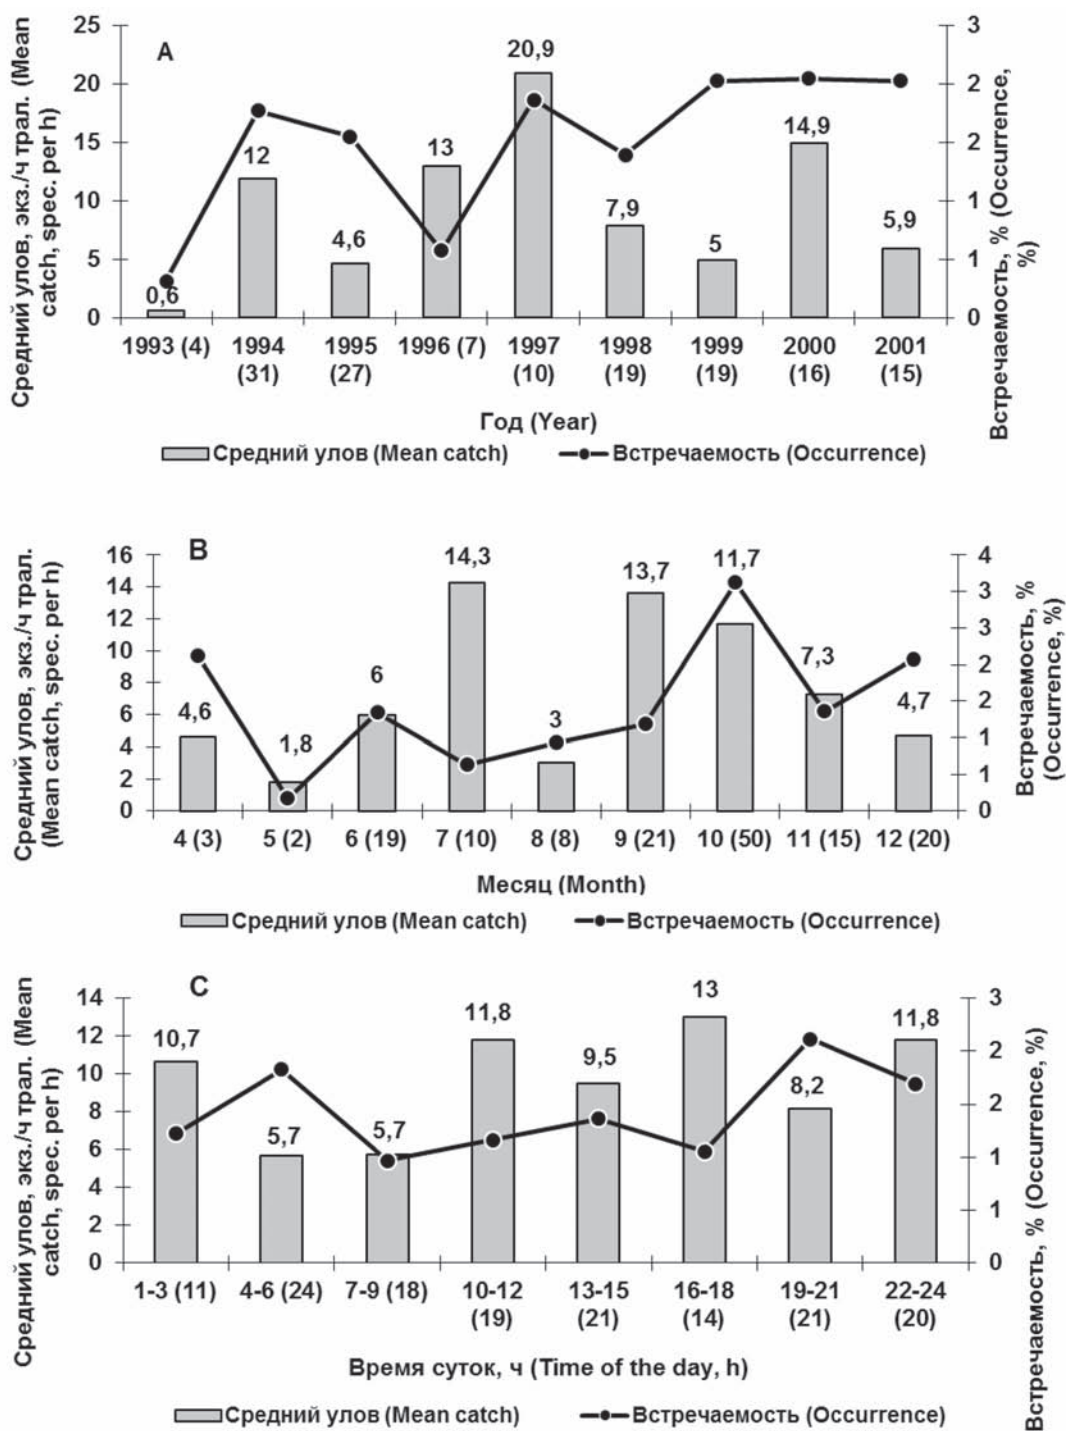 A
Средний улов, экз./ч трал. (Mean
catch, spec. per h)
25
20
15
10
5
0
0,6
12
4,6
13
20,9
7,9
5
14,9
5,9
3
2
2
1
1
0
Встречаемость, % (Occurrence,
%)
1993 (4) 1994 1995 1996 (7) 1997 1998 1999 2000 2001
(31) (27) (10) (19) (19) (16) (15)
Год (Year)
Средний улов (Mean catch) Встречаемость (Occurrence)
B
Средний улов, экз./ч трал.
(Mean catch, spec. per h)
16
14
12
10
8
6
4
2
0
4,6
1,8
6
14,3
3
13,7
11,7
7,3
4,7
4
3
3
2
2
1
1
0
Встречаемость, %
(Occurrence, %)
4 (3) 5 (2) 6 (19) 7 (10) 8 (8) 9 (21) 10 (50) 11 (15) 12 (20)
Месяц (Month)
Средний улов (Mean catch) Встречаемость (Occurrence)
C
Средний улов, экз./ч трал. (Mean
catch, spec. per h)
14
12
10
8
6
4
2
0
10,7
5,7
5,7
11,8
9,5
13
8,2
11,8
3
2
2
1
1
0
Встречаемость, % (Occurrence, %)
1-3 (11) 4-6 (24) 7-9 (18) 10-12 13-15 16-18 19-21 22-24
(19) (21) (14) (21) (20)
Время суток, ч (Time of the day, h)
Средний улов (Mean catch) Встречаемость (Occurrence)